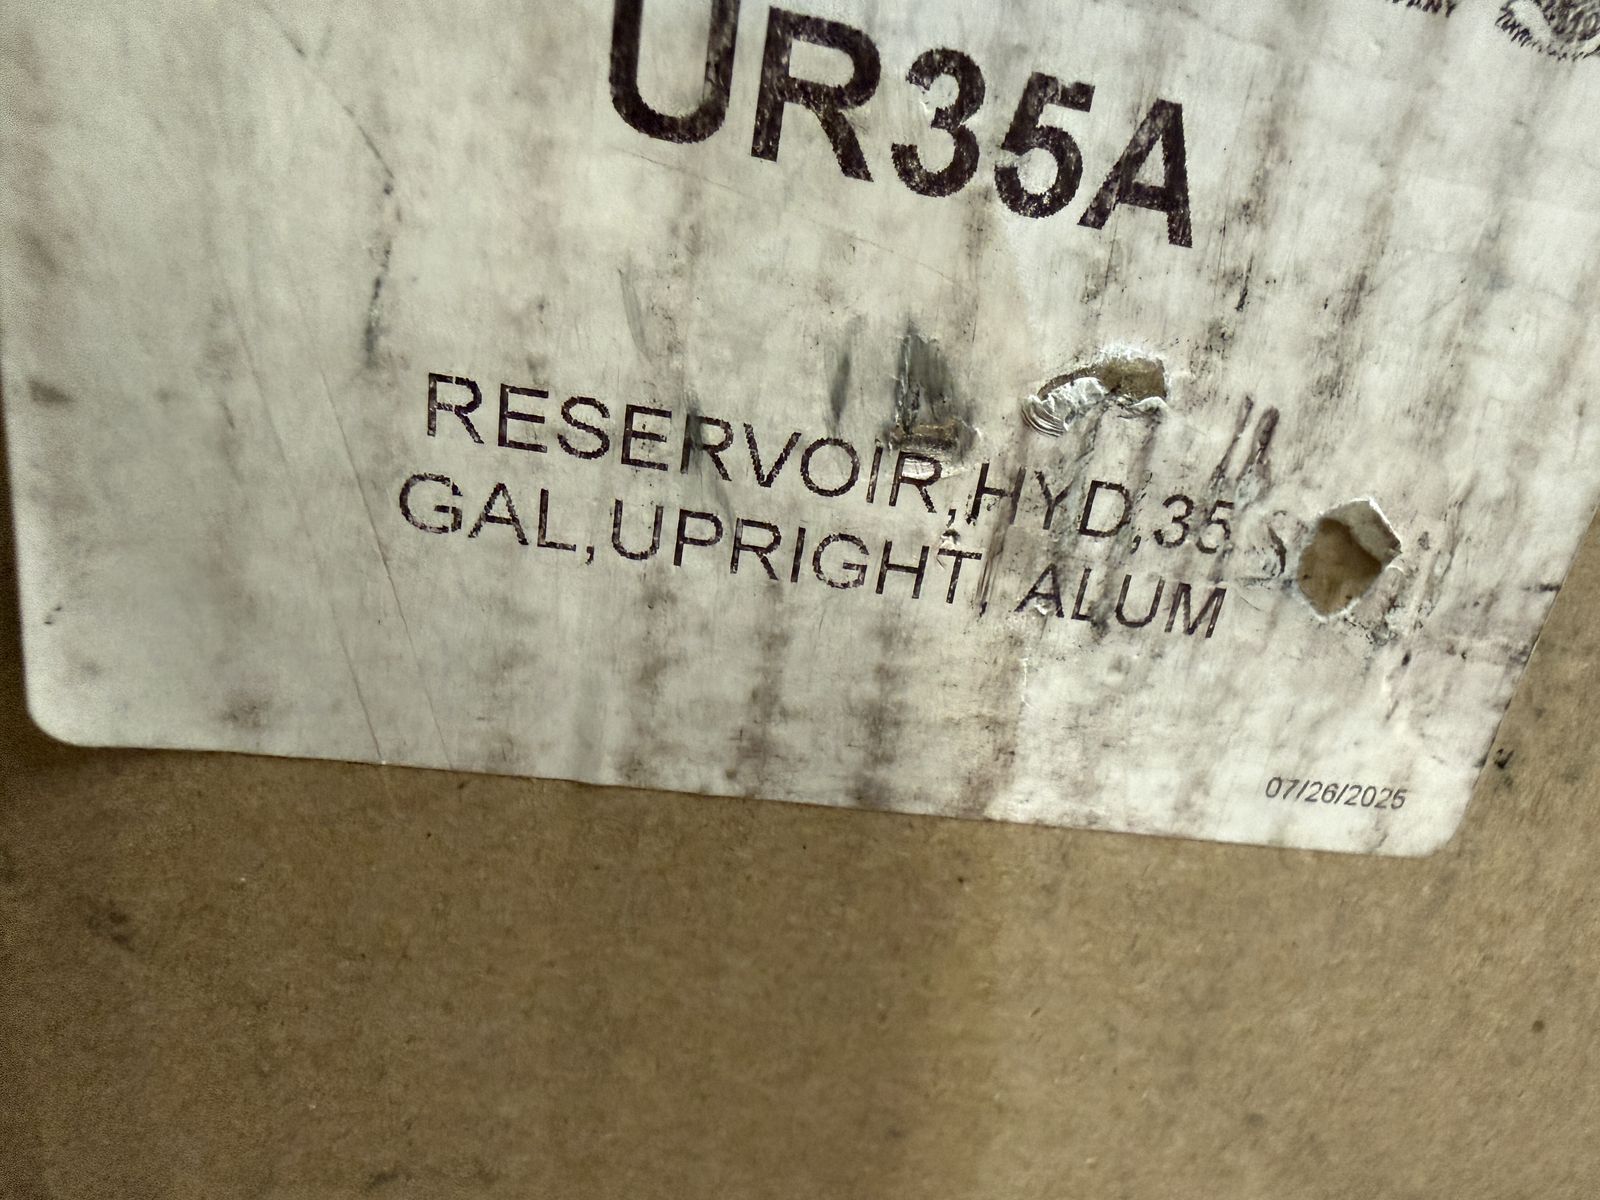 UR35A
RESERVOIR,HYD,35
GAL,UPRIGHT, ALUM
07/26/2025